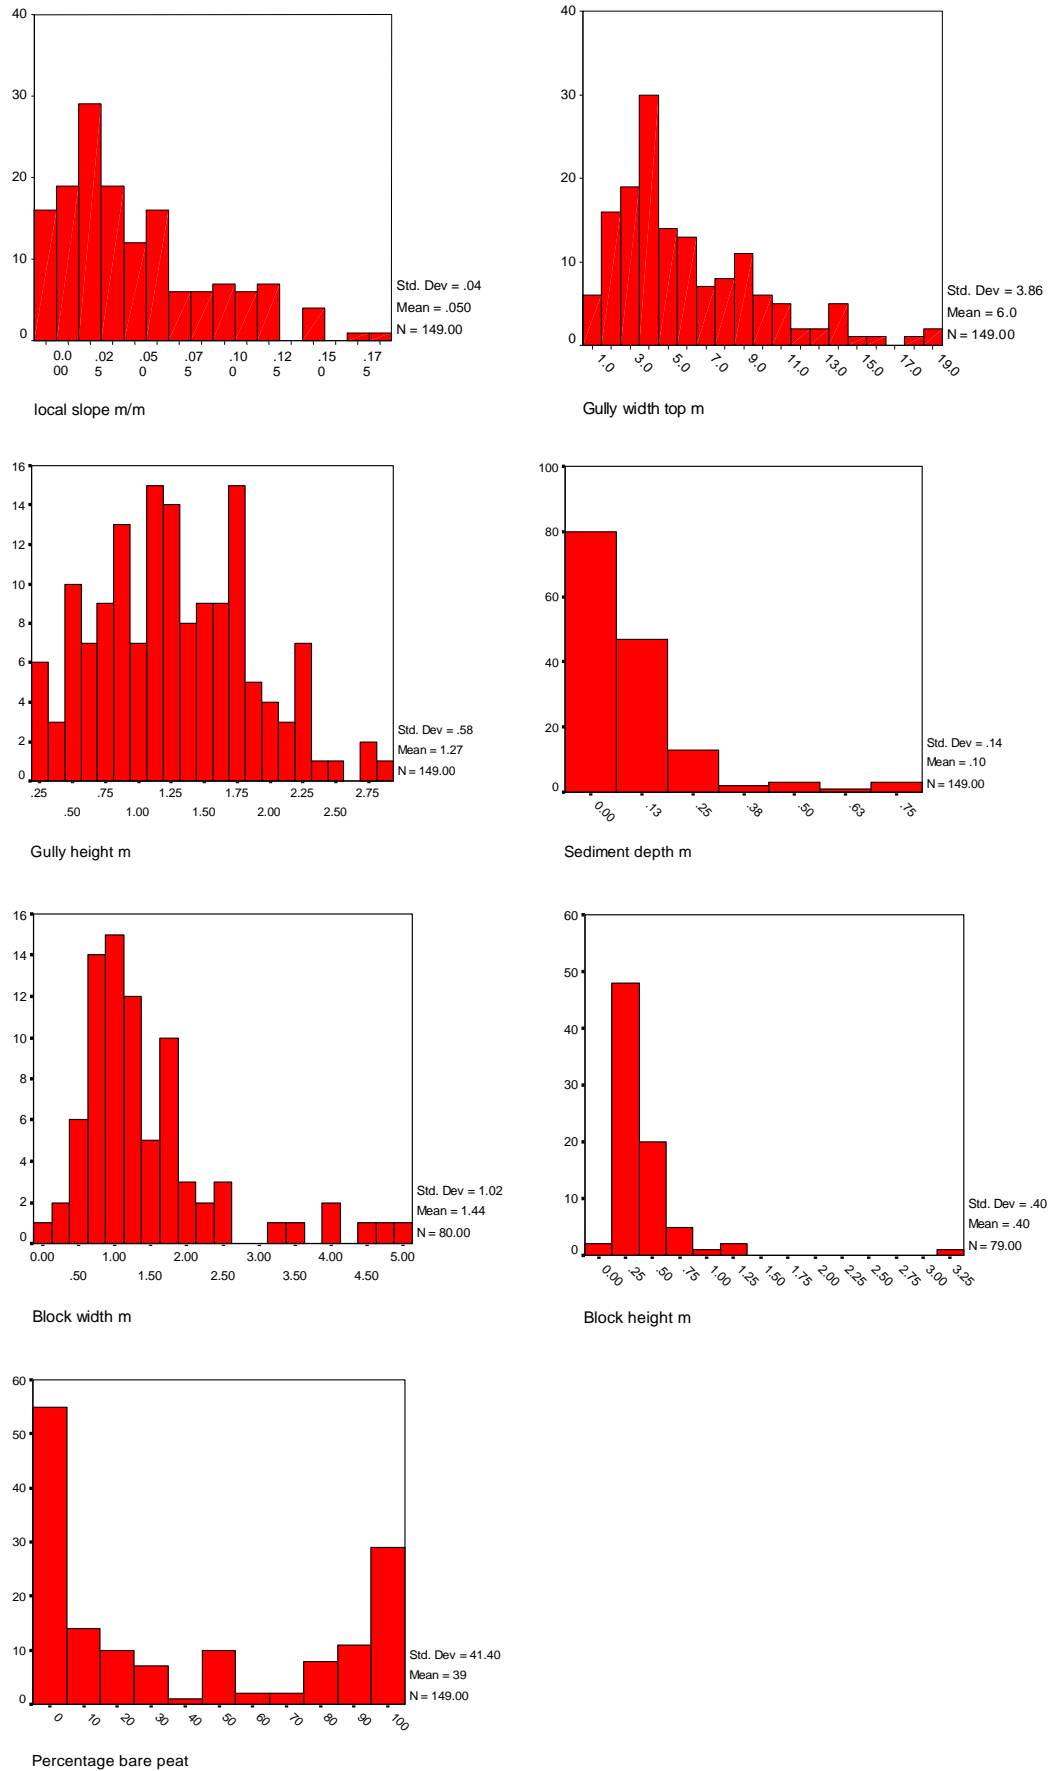 40
30
20
10
0
0.0 .02 .05 .07 .10 .12 .15 .17
00 5 0 5 0 5 0 5
Std. Dev = .04
Mean = .050
N = 149.00
local slope m/m
40
30
20
10
0
1.0 3.0 5.0 7.0 9.0 11.0 13.0 15.0 17.0 19.0
Std. Dev = 3.86
Mean = 6.0
N = 149.00
Gully width top m
16
14
12
10
8
6
4
2
0
.25 .75 1.25 1.75 2.25 2.75
.50 1.00 1.50 2.00 2.50
Std. Dev = .58
Mean = 1.27
N = 149.00
Gully height m
100
80
60
40
20
0
0.00 .13 .25 .38 .50 .63 .75
Std. Dev = .14
Mean = .10
N = 149.00
Sediment depth m
16
14
12
10
8
6
4
2
0
0.00 1.00 2.00 3.00 4.00 5.00
.50 1.50 2.50 3.50 4.50
Std. Dev = 1.02
Mean = 1.44
N = 80.00
Block width m
60
50
40
30
20
10
0
0.00 .25 .50 .75 1.00 1.25 1.50 1.75 2.00 2.25 2.50 2.75 3.00 3.25
Std. Dev = .40
Mean = .40
N = 79.00
Block height m
60
50
40
30
20
10
0
0 10 20 30 40 50 60 70 80 90 100
Std. Dev = 41.40
Mean = 39
N = 149.00
Percentage bare peat